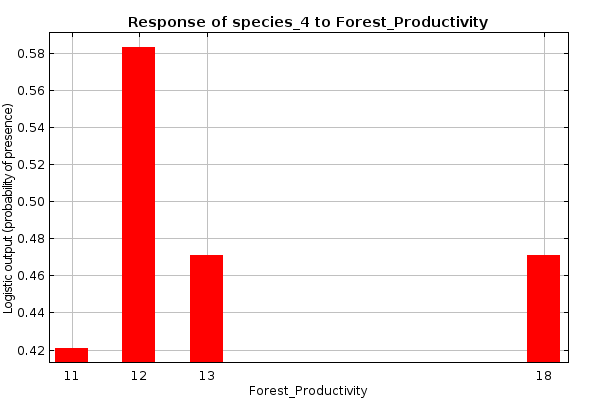 Response of species_4 to Forest_Productivity
Logistic output (probability of presence)
0.58
0.56
0.54
0.52
0.50
0.48
0.46
0.44
0.42
11 12 13 18
Forest_Productivity